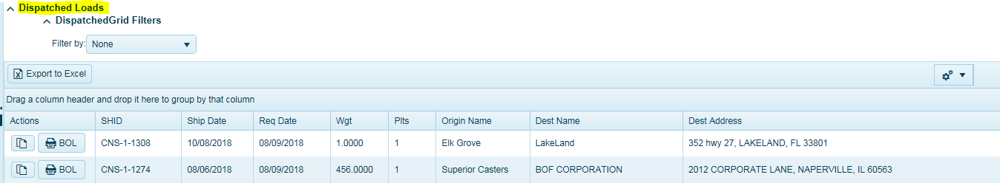 Dispatched Loads
DispatchedGrid Filters
Filter by: None
Export to Excel
Drag a column header and drop it here to group by that column
Actions SHID Ship Date Req Date Wgt Plts Origin Name Dest Name Dest Address
BOL CNS-1-1308 10/08/2018 08/09/2018 1.0000 1 Elk Grove LakeLand 352 hwy 27, LAKELAND, FL 33801
BOL CNS-1-1274 08/06/2018 08/09/2018 456.0000 1 Superior Casters BOF CORPORATION 2012 CORPORATE LANE, NAPERVILLE, IL 60563